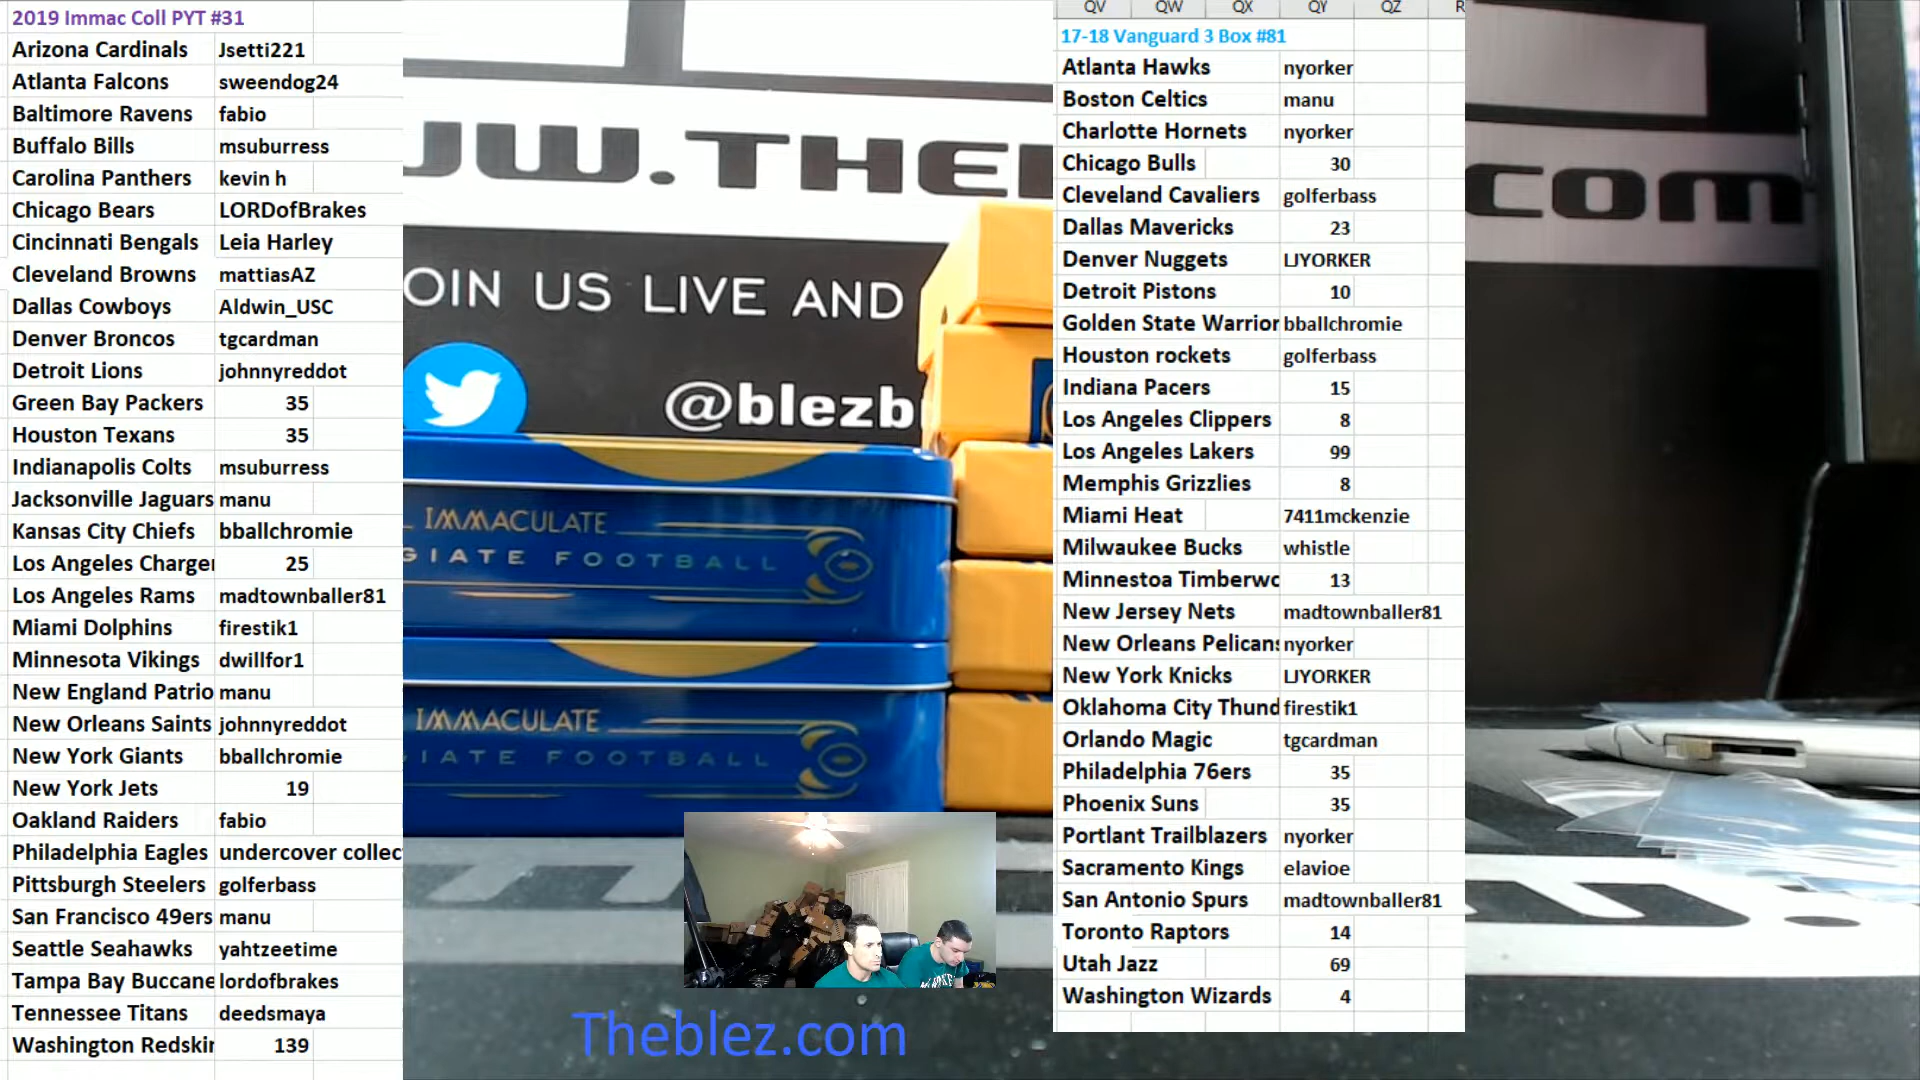 2019 Immac Coll PYT #31
Arizona Cardinals Jsetti221
Atlanta Falcons sweendog24
Baltimore Ravens fabio
Buffalo Bills msuburress
Carolina Panthers kevin h
Chicago Bears LORDofBrakes
Cincinnati Bengals Leia Harley
Cleveland Browns mattiasAZ
Dallas Cowboys Aldwin_USC
Denver Broncos tgcardman
Detroit Lions johnnyreddot
Green Bay Packers 35
Houston Texans 35
Indianapolis Colts msuburress
Jacksonville Jaguars manu
Kansas City Chiefs bballchromie
Los Angeles Charger 25
Los Angeles Rams madtownballer81
Miami Dolphins firestik1
Minnesota Vikings dwillfor1
New England Patrio manu
New Orleans Saints johnnyreddot
New York Giants bballchromie
New York Jets 19
Oakland Raiders fabio
Philadelphia Eagles undercover collec
Pittsburgh Steelers golferbass
San Francisco 49ers manu
Seattle Seahawks yahtzeetime
Tampa Bay Buccane lordofbrakes
Tennessee Titans deedsmaya
Washington Redskin 139
UW.THE
OIN US LIVE AND
@blezb
IMMACULATE
GIATE FOOTBALL
IMMACULATE
IATE FOOTBALL
Theblez.com
QV QW QX QY QZ R
17-18 Vanguard 3 Box #81
Atlanta Hawks nyorker
Boston Celtics manu
Charlotte Hornets nyorker
Chicago Bulls 30
Cleveland Cavaliers golferbass
Dallas Mavericks 23
Denver Nuggets LJYORKER
Detroit Pistons 10
Golden State Warrior bballchromie
Houston rockets golferbass
Indiana Pacers 15
Los Angeles Clippers 8
Los Angeles Lakers 99
Memphis Grizzlies 8
Miami Heat 7411mckenzie
Milwaukee Bucks whistle
Minnestoa Timberwo 13
New Jersey Nets madtownballer81
New Orleans Pelicans nyorker
New York Knicks LJYORKER
Oklahoma City Thund firestik1
Orlando Magic tgcardman
Philadelphia 76ers 35
Phoenix Suns 35
Portlant Trailblazers nyorker
Sacramento Kings elavioe
San Antonio Spurs madtownballer81
Toronto Raptors 14
Utah Jazz 69
Washington Wizards 4
com